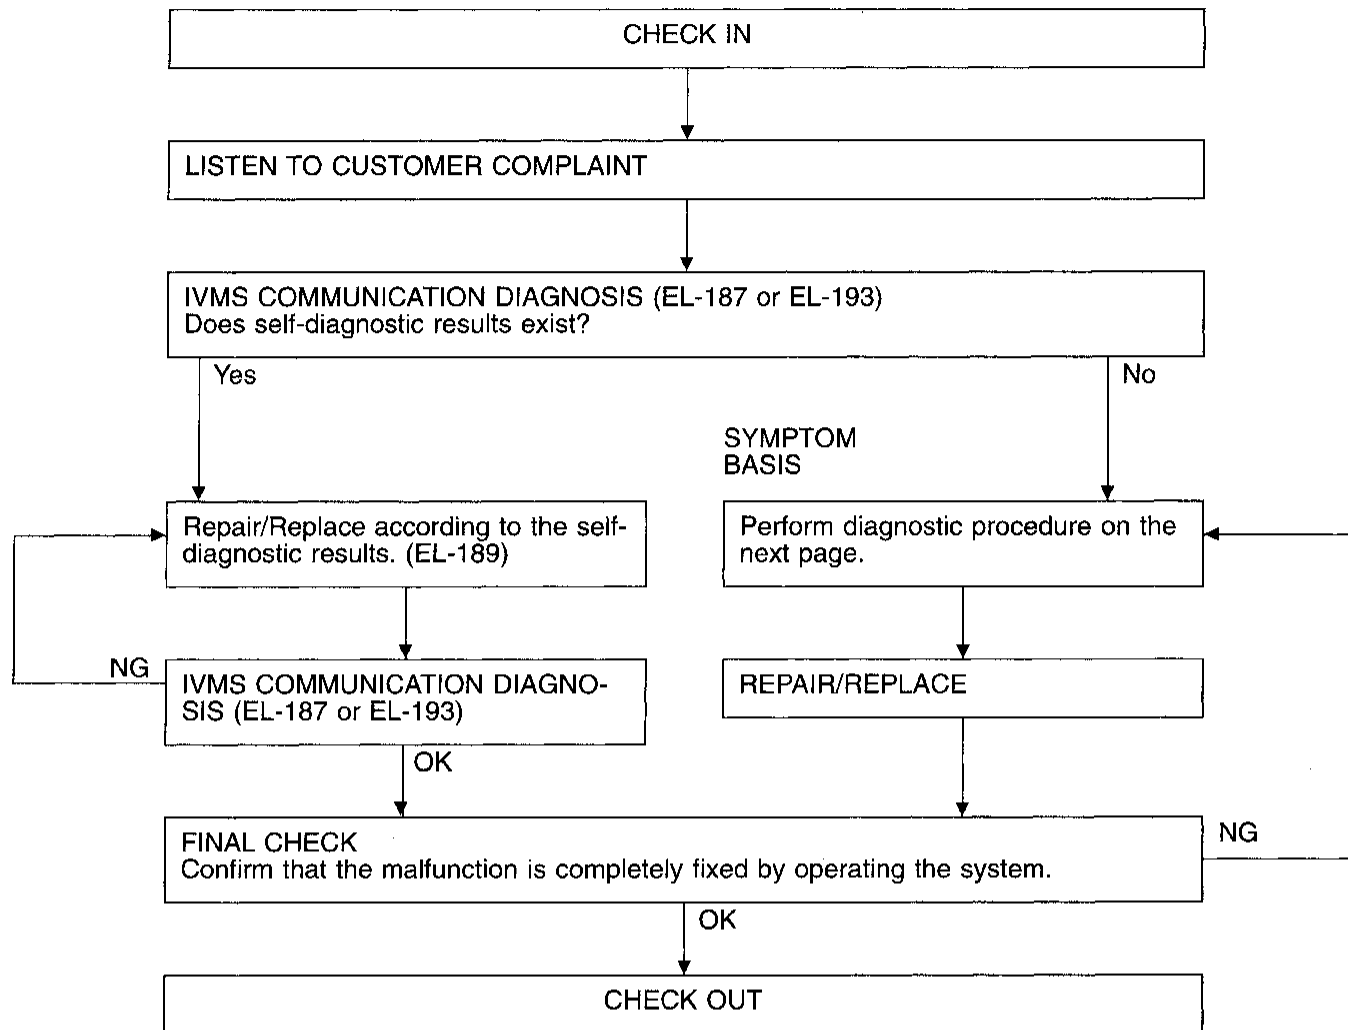 CHECK IN
LISTEN TO CUSTOMER COMPLAINT
IVMS COMMUNICATION DIAGNOSIS (EL-187 or EL-193)
Does self-diagnostic results exist?
Yes
No
SYMPTOM
BASIS
Repair/Replace according to the self-
diagnostic results. (EL-189)
Perform diagnostic procedure on the
next page.
NG
IVMS COMMUNICATION DIAGNO-
SIS (EL-187 or EL-193)
REPAIR/REPLACE
OK
FINAL CHECK
Confirm that the malfunction is completely fixed by operating the system.
NG
OK
CHECK OUT